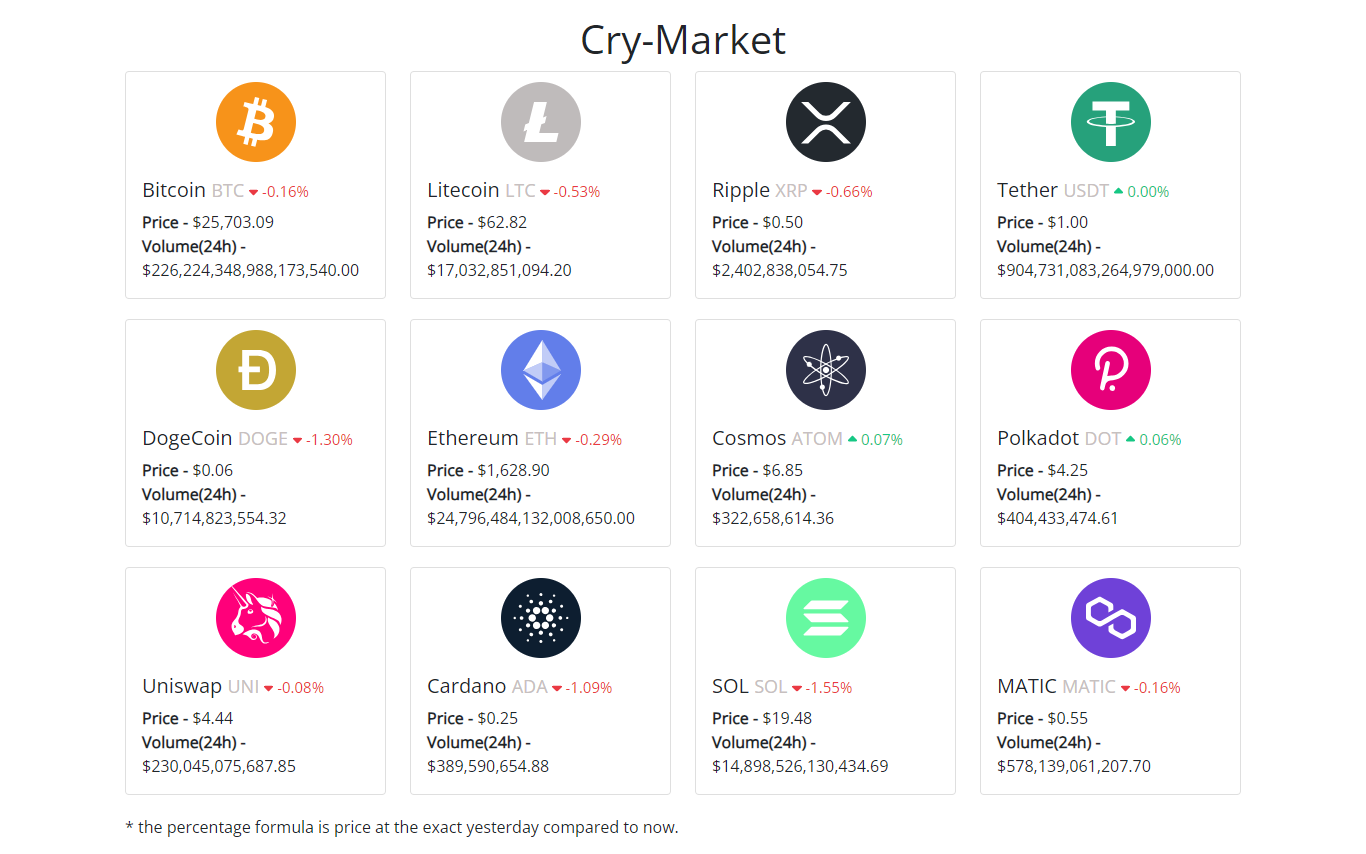 Cry-Market
Bitcoin BTC -0.16%
Price - $25,703.09
Volume(24h) -
$226,224,348,988,173,540.00
Litecoin LTC -0.53%
Price - $62.82
Volume(24h) -
$17,032,851,094.20
Ripple XRP -0.66%
Price - $0.50
Volume(24h) -
$2,402,838,054.75
Tether USDT 0.00%
Price - $1.00
Volume(24h) -
$904,731,083,264,979,000.00
DogeCoin DOGE -1.30%
Price - $0.06
Volume(24h) -
$10,714,823,554.32
Ethereum ETH -0.29%
Price - $1,628.90
Volume(24h) -
$24,796,484,132,008,650.00
Cosmos ATOM 0.07%
Price - $6.85
Volume(24h) -
$322,658,614.36
Polkadot DOT 0.06%
Price - $4.25
Volume(24h) -
$404,433,474.61
Uniswap UNI -0.08%
Price - $4.44
Volume(24h) -
$230,045,075,687.85
Cardano ADA -1.09%
Price - $0.25
Volume(24h) -
$389,590,654.88
SOL SOL -1.55%
Price - $19.48
Volume(24h) -
$14,898,526,130,434.69
MATIC MATIC -0.16%
Price - $0.55
Volume(24h) -
$578,139,061,207.70
* the percentage formula is price at the exact yesterday compared to now.